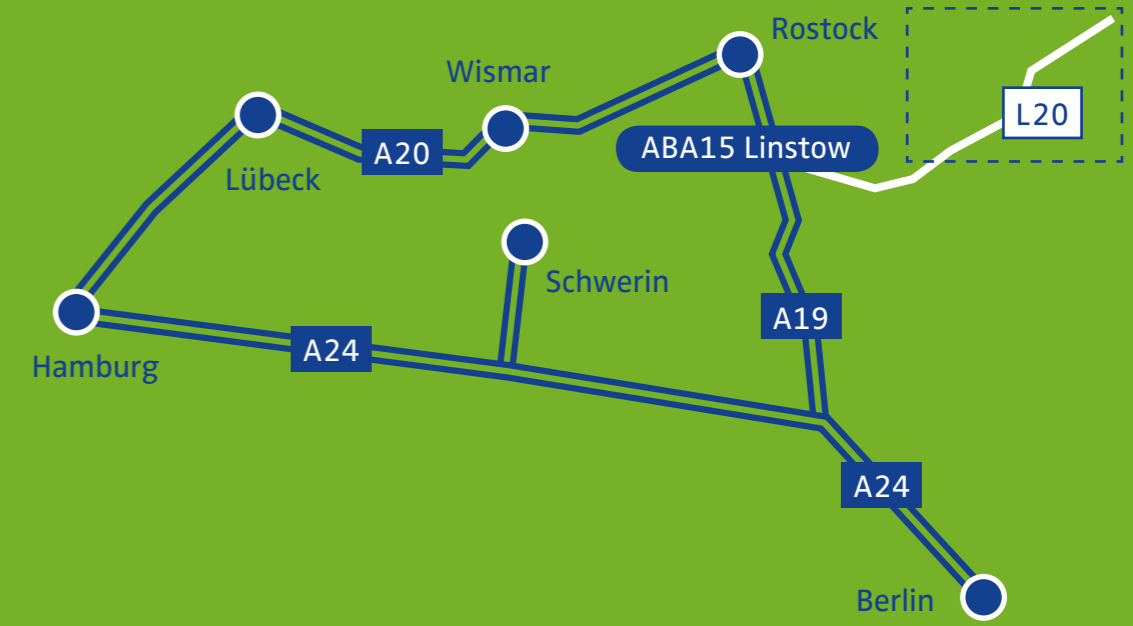 Rostock
Wismar
L20
ABA15 Linstow
A20
Lübeck
Schwerin
A19
A24
Hamburg
A24
Berlin